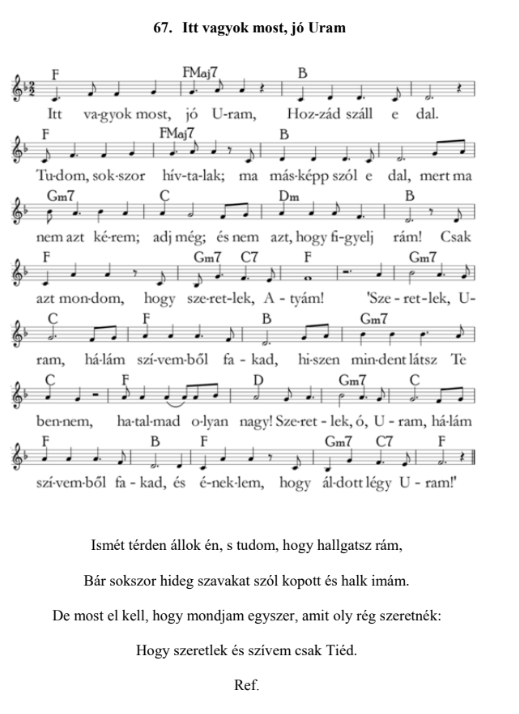 67. Itt vagyok most, jó Uram
F FMaj7 B
Itt va-gyok most, jó U-ram, Hoz-zád száll e dal.
F FMaj7 B
Tu-dom, sok-szor hív-ta-lak; ma más-képp szól e dal, mert ma
Gm7 C Dm B
nem azt ké-rem; adj még; és nem azt, hogy fi-gyelj rám! Csak
F Gm7 C7 F Gm7
azt mon-dom, hogy sze-ret-lek, A - tyám! 'Sze - ret-lek, U-
C F B Gm7
ram, há-lám szí-vem-ből fa - kad, hi-szen min-dent látsz Te
C F D Gm7 C
ben-nem, ha-tal-mad o-lyan nagy! Sze-ret - lek, ó, U - ram, há-lám
F B F Gm7 C7 F
szí-vem-ből fa - kad, és é-nek-lem, hogy ál-dott légy U - ram!'
Ismét térden állok én, s tudom, hogy hallgatsz rám,
Bár sokszor hideg szavakat szól kopott és halk imám.
De most el kell, hogy mondjam egyszer, amit oly rég szeretnék:
Hogy szeretlek és szívem csak Tiéd.
Ref.